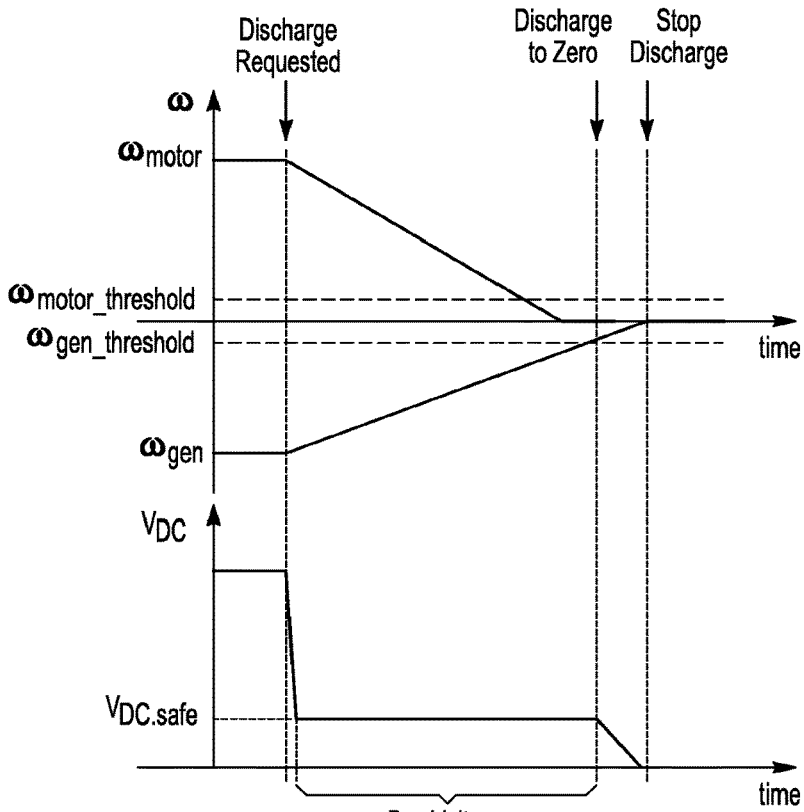 Discharge
Requested
Discharge
to Zero
Stop
Discharge
ω
ωmotor
ωmotor_threshold
time
ωgen_threshold
ωgen
VDC
VDC.safe
time